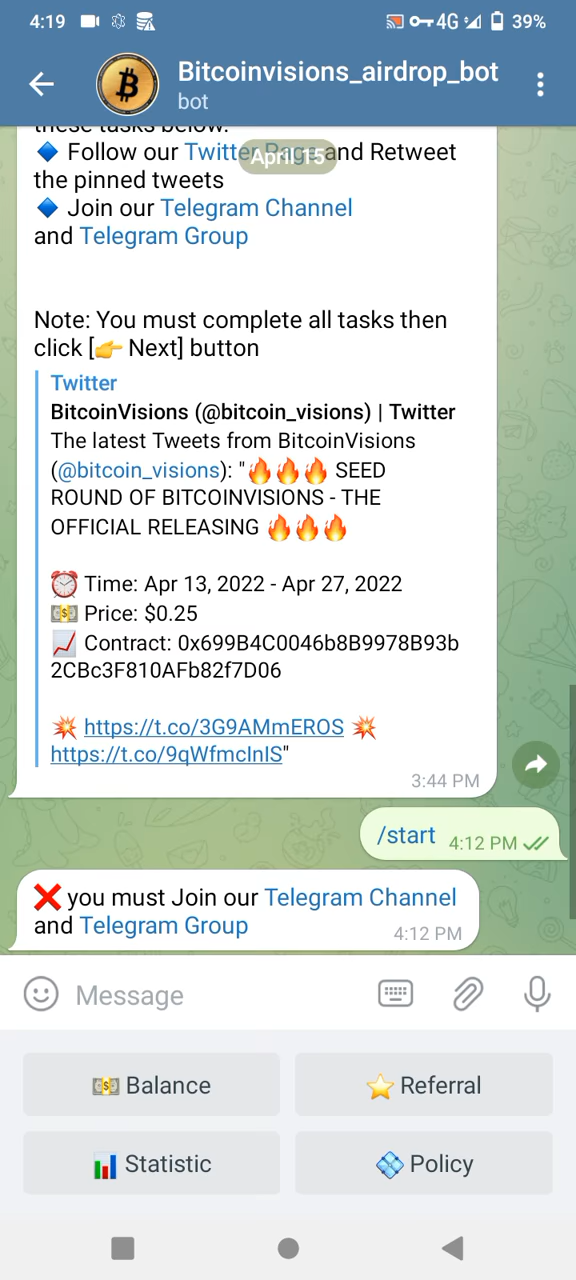 4:19
4G 39%
Bitcoinvisions_airdrop_bot
bot
these tasks below.
🔷 Follow our Twitter Page and Retweet
April 15
the pinned tweets
🔷 Join our Telegram Channel
and Telegram Group
Note: You must complete all tasks then
click [👉 Next] button
Twitter
BitcoinVisions (@bitcoin_visions) | Twitter
The latest Tweets from BitcoinVisions
(@bitcoin_visions): "🔥🔥🔥 SEED
ROUND OF BITCOINVISIONS - THE
OFFICIAL RELEASING 🔥🔥🔥
⏰ Time: Apr 13, 2022 - Apr 27, 2022
💵 Price: $0.25
📈 Contract: 0x699B4C0046b8B9978B93b
2CBc3F810AFb82f7D06
💥 https://t.co/3G9AMmEROS 💥
https://t.co/9qWfmcInlS"
3:44 PM
/start 4:12 PM
❌ you must Join our Telegram Channel
and Telegram Group
4:12 PM
Message
💵 Balance
⭐ Referral
📊 Statistic
💠 Policy